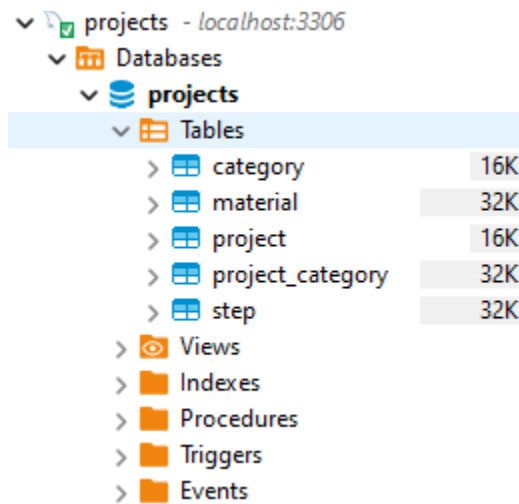 projects - localhost:3306
Databases
projects
Tables
category 16K
material 32K
project 16K
project_category 32K
step 32K
Views
Indexes
Procedures
Triggers
Events